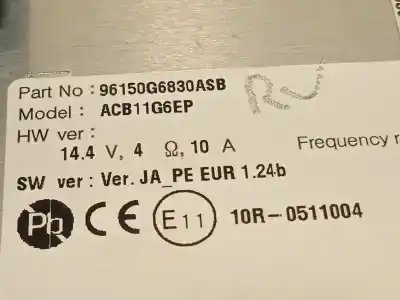 Part No : 96150G6830ASB
Model : ACB11G6EP
HW ver :
14.4 V, 4 Ω, 10 A
Frequency r
SW ver : Ver. JA_PE EUR 1.24b
Pb CE E11 10R-0511004